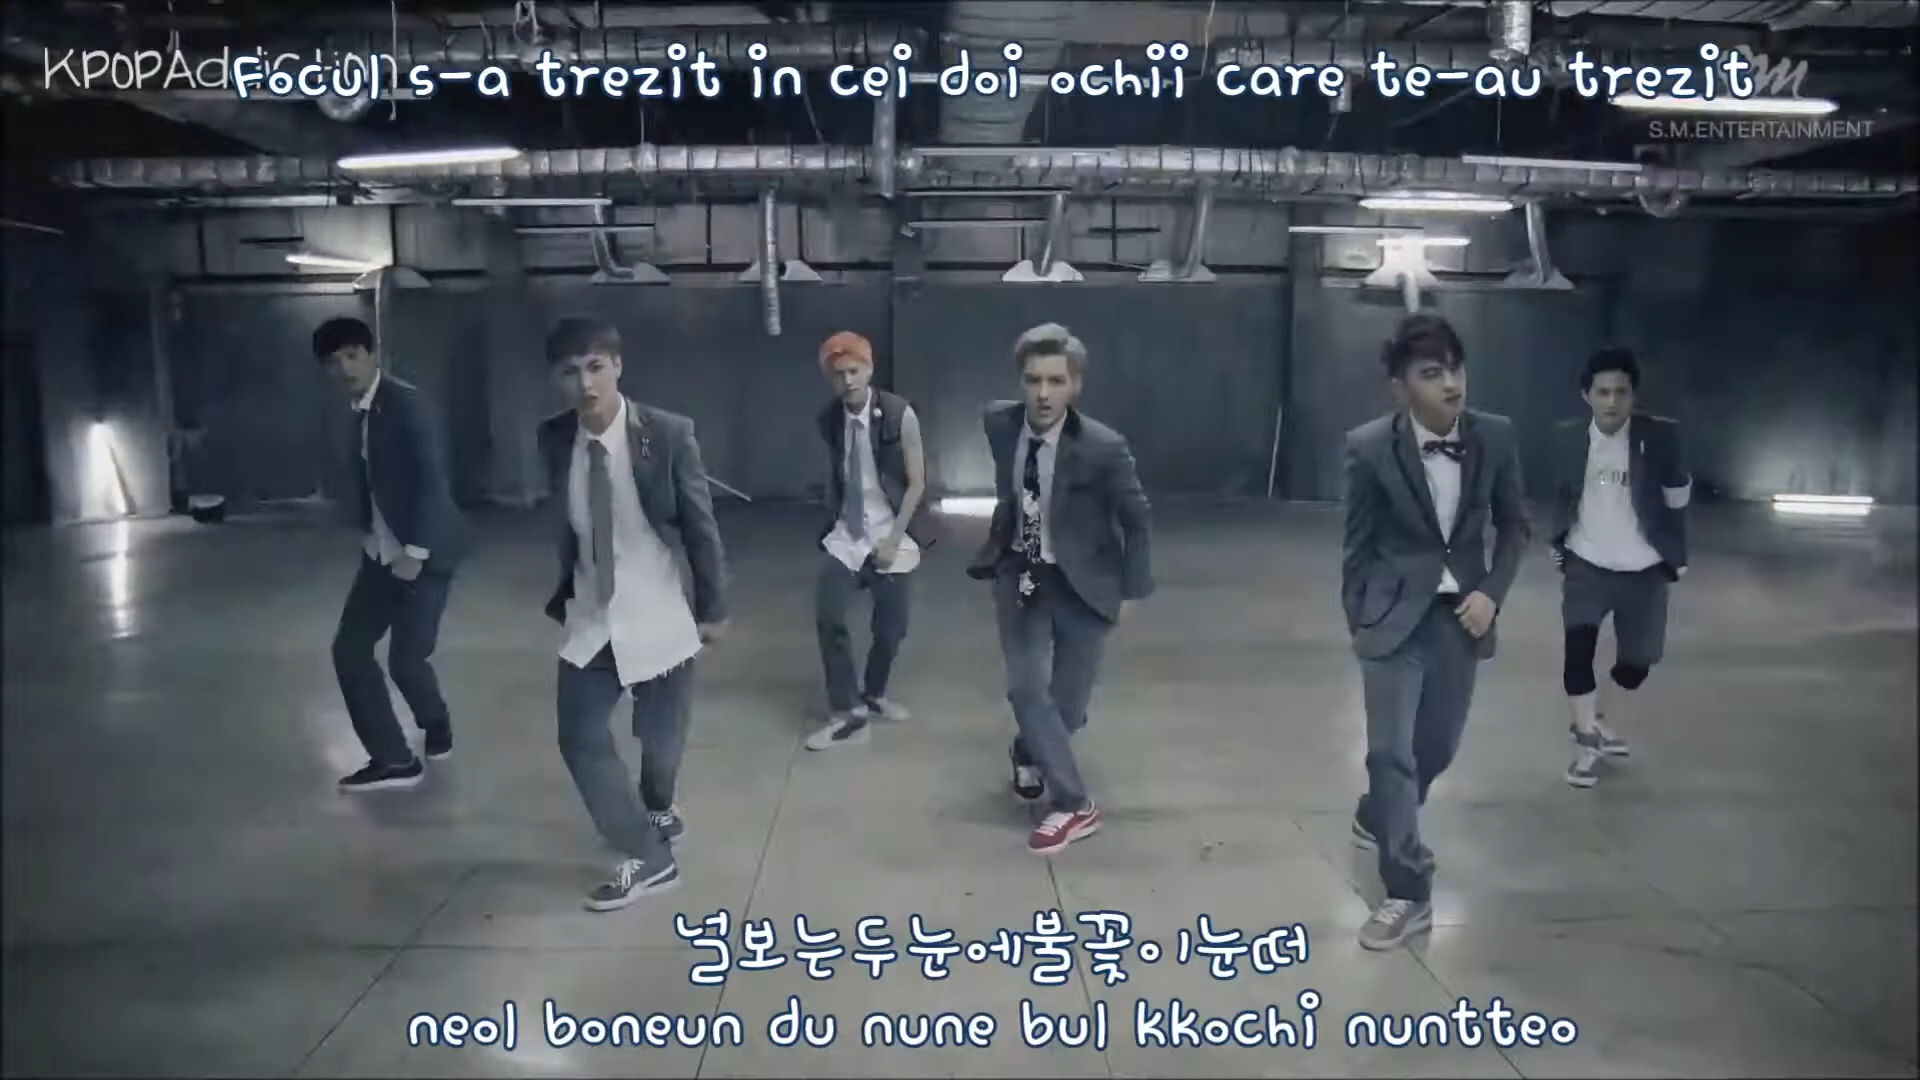 KPOPAddiction
Focul s-a trezit in cei doi ochii care te-au trezit
S.M.ENTERTAINMENT
널보는두눈에불꽃이눈떠
neol boneun du nune bul kkochi nuntteo